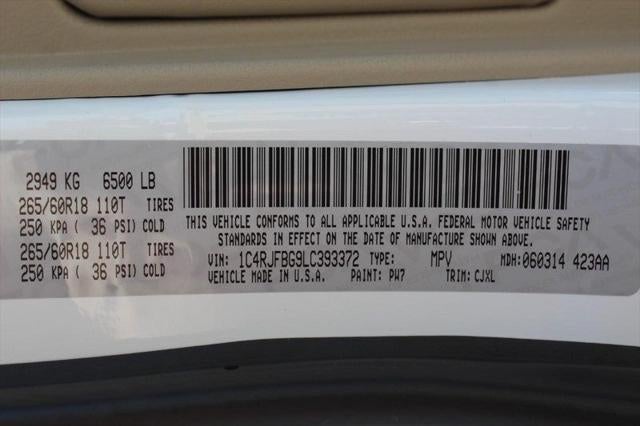 2949 KG 6500 LB
265/60R18 110T TIRES
250 KPA ( 36 PSI) COLD
265/60R18 110T TIRES
250 KPA ( 36 PSI) COLD
THIS VEHICLE CONFORMS TO ALL APPLICABLE U.S.A. FEDERAL MOTOR VEHICLE SAFETY
STANDARDS IN EFFECT ON THE DATE OF MANUFACTURE SHOWN ABOVE.
VIN: 1C4RJFBG9LC393372 TYPE: MPV MDH:060314 423AA
VEHICLE MADE IN U.S.A. PAINT: PW7 TRIM: CJXL